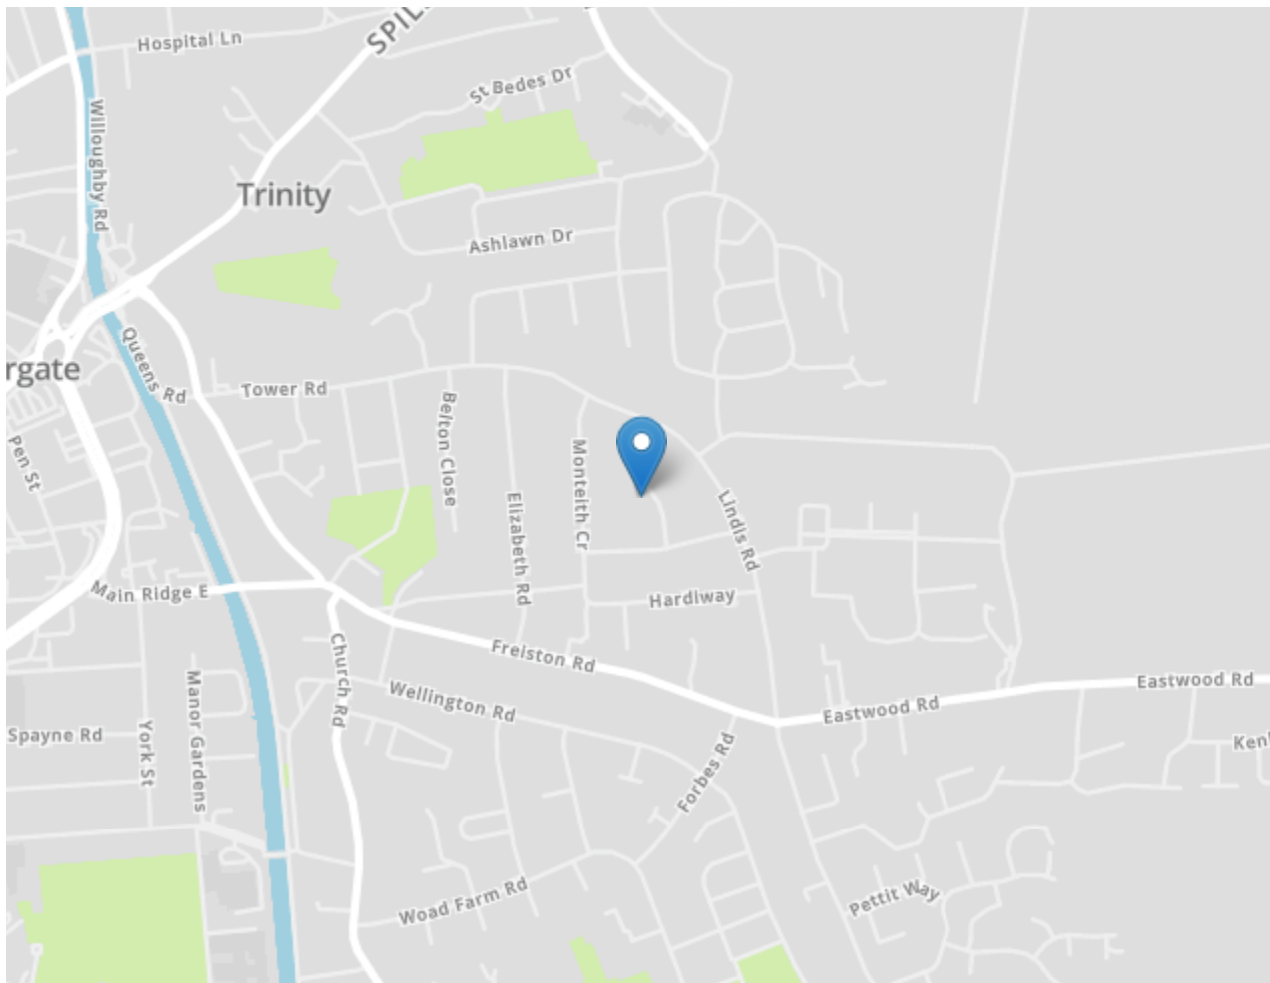 Hospital Ln
SPIL
St Bedes Dr
Willoughby Rd
Trinity
Ashlawn Dr
Queens Rd
rgate
Tower Rd
Belton Close
Pen St
Monteith Cr
Elizabeth Rd
Lindis Rd
Main Ridge E
Hardiway
Church Rd
Freiston Rd
Eastwood Rd
Manor Gardens
Wellington Rd
Eastwood Rd
Spayne Rd
York St
Forbes Rd
Ken
Woad Farm Rd
Pettit Way